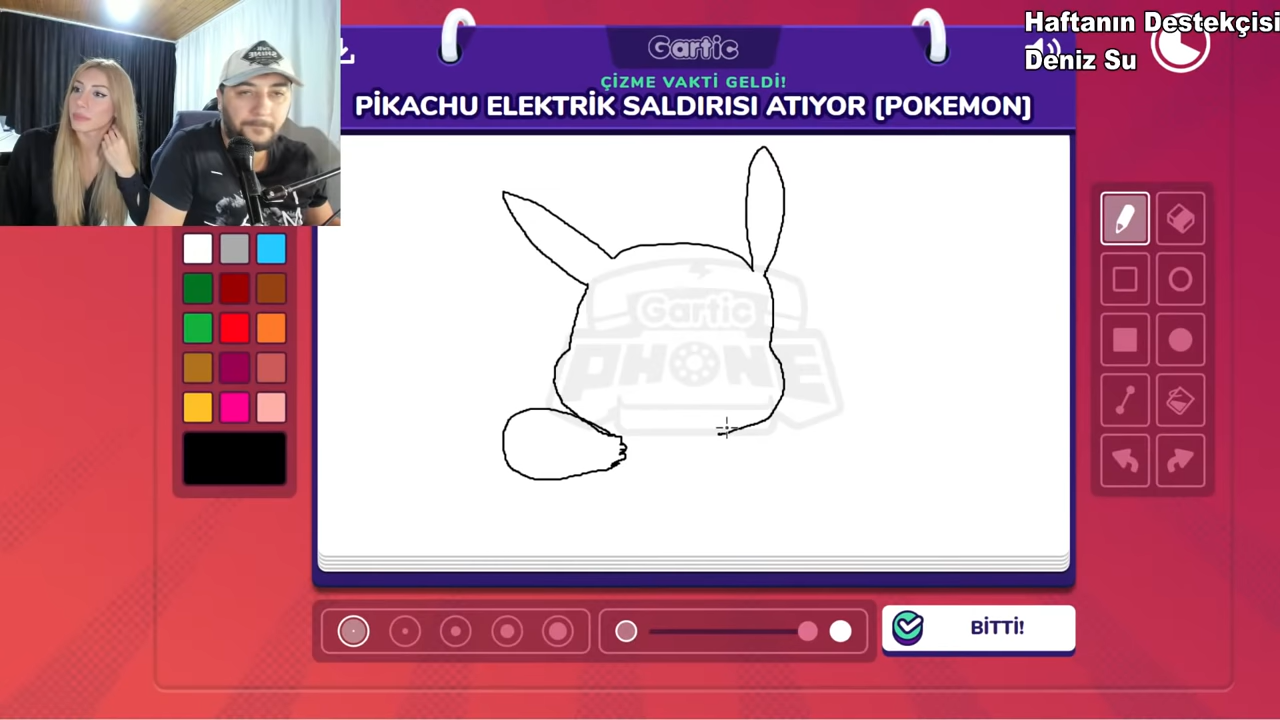 Haftanın Destekçisi
Deniz Su
Gartic
ÇİZME VAKTİ GELDİ!
PİKACHU ELEKTRİK SALDIRISI ATIYOR [POKEMON]
Gartic
PHONE
BİTTİ!